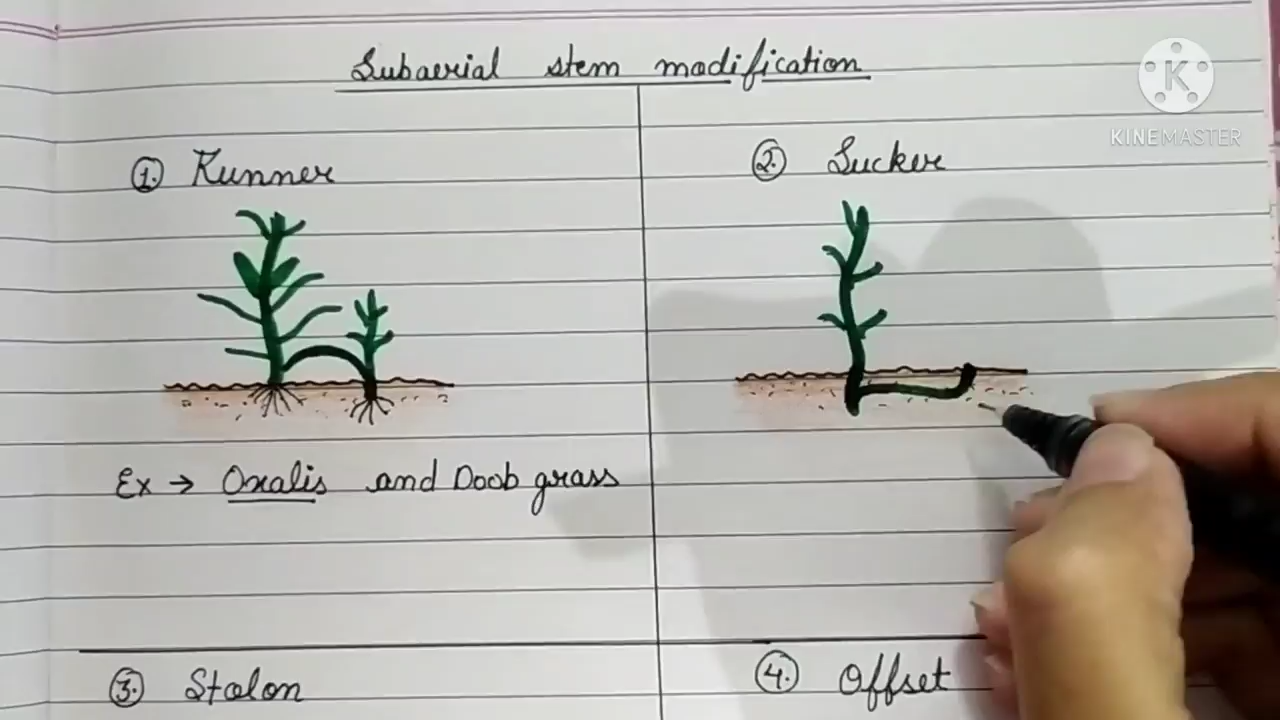 Subaerial stem modification
1. Runner
2. Sucker
Ex → Oxalis and Doob grass
3. Stolon
4. Offset
K
KINEMASTER